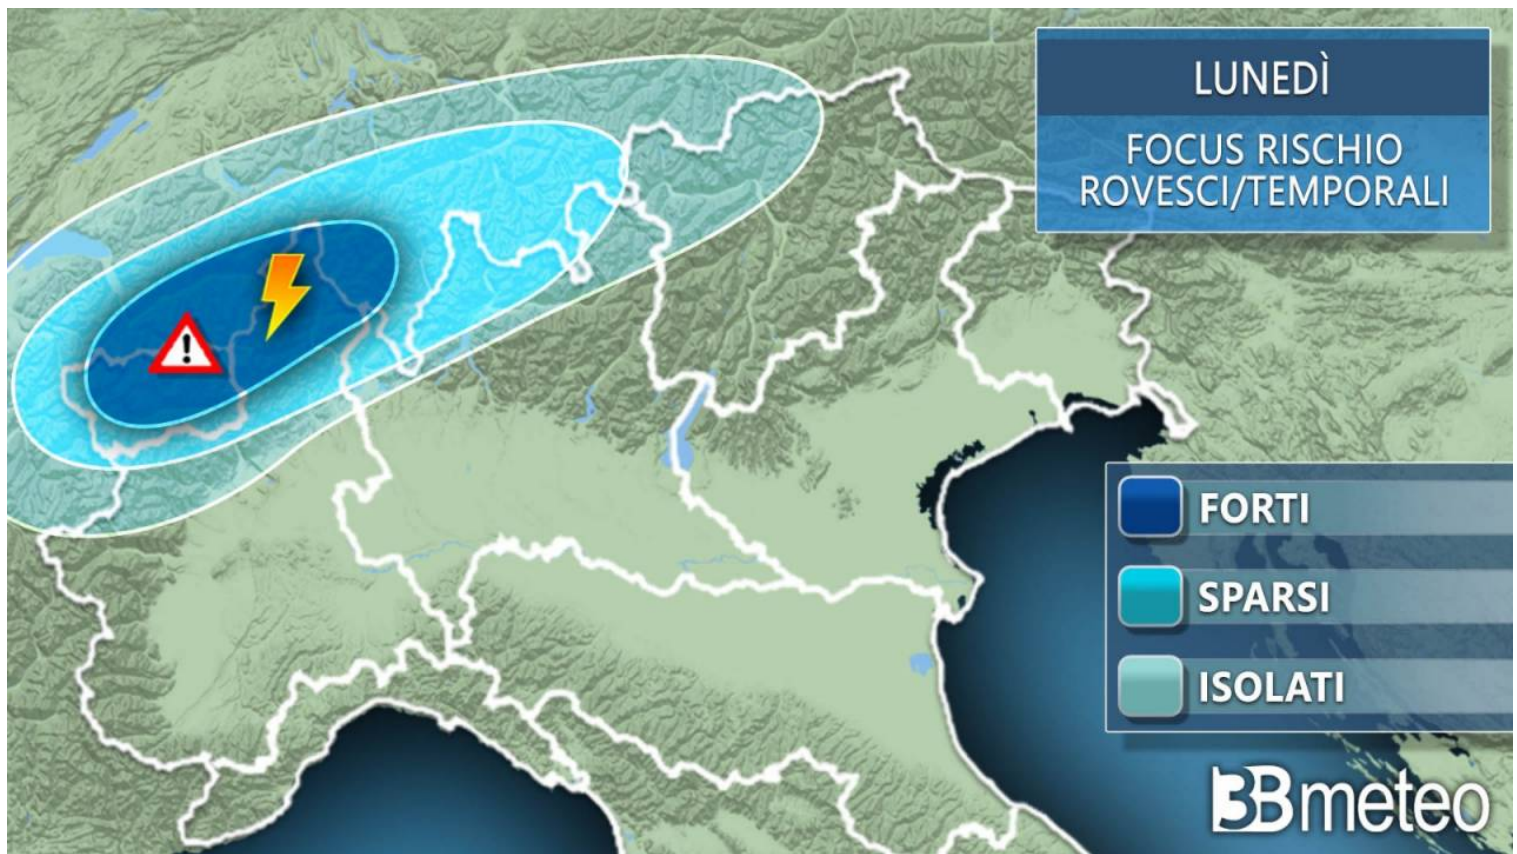 LUNEDÌ
FOCUS RISCHIO
ROVESCI/TEMPORALI
!
FORTI
SPARSI
ISOLATI
3Bmeteo